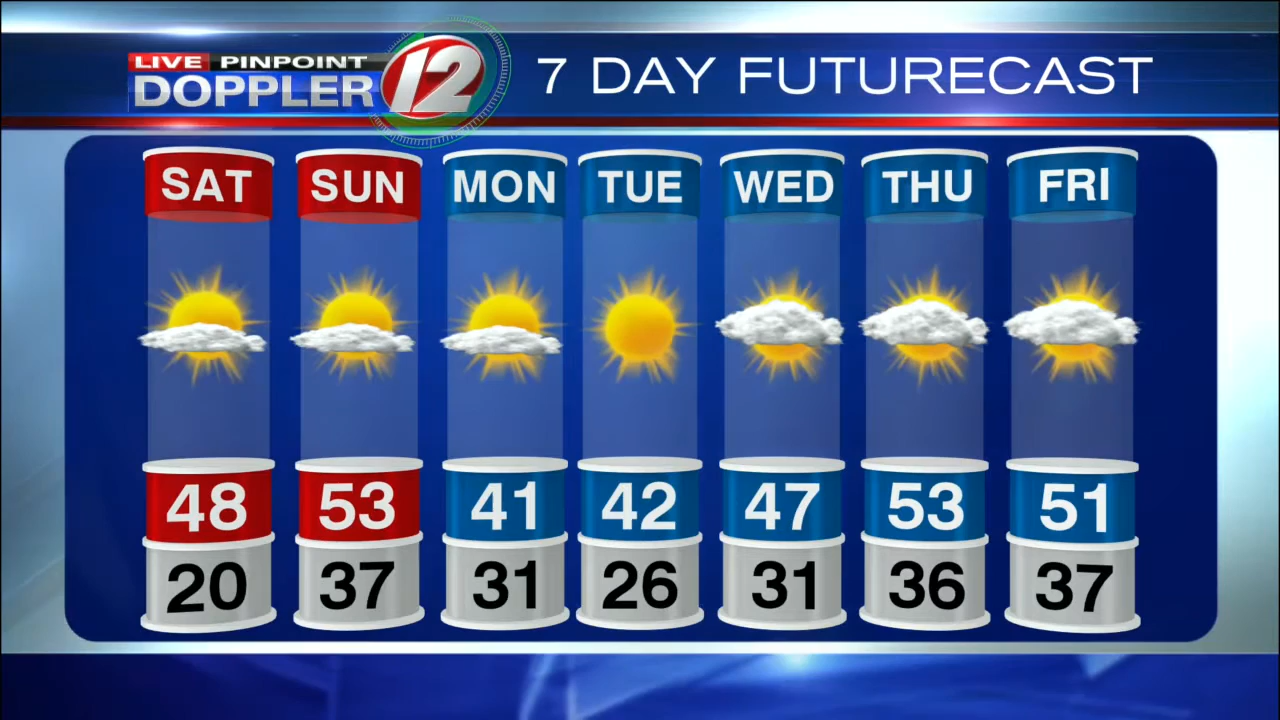 LIVE PINPOINT
DOPPLER 12
7 DAY FUTURECAST
SAT SUN MON TUE WED THU FRI
48 53 41 42 47 53 51
20 37 31 26 31 36 37